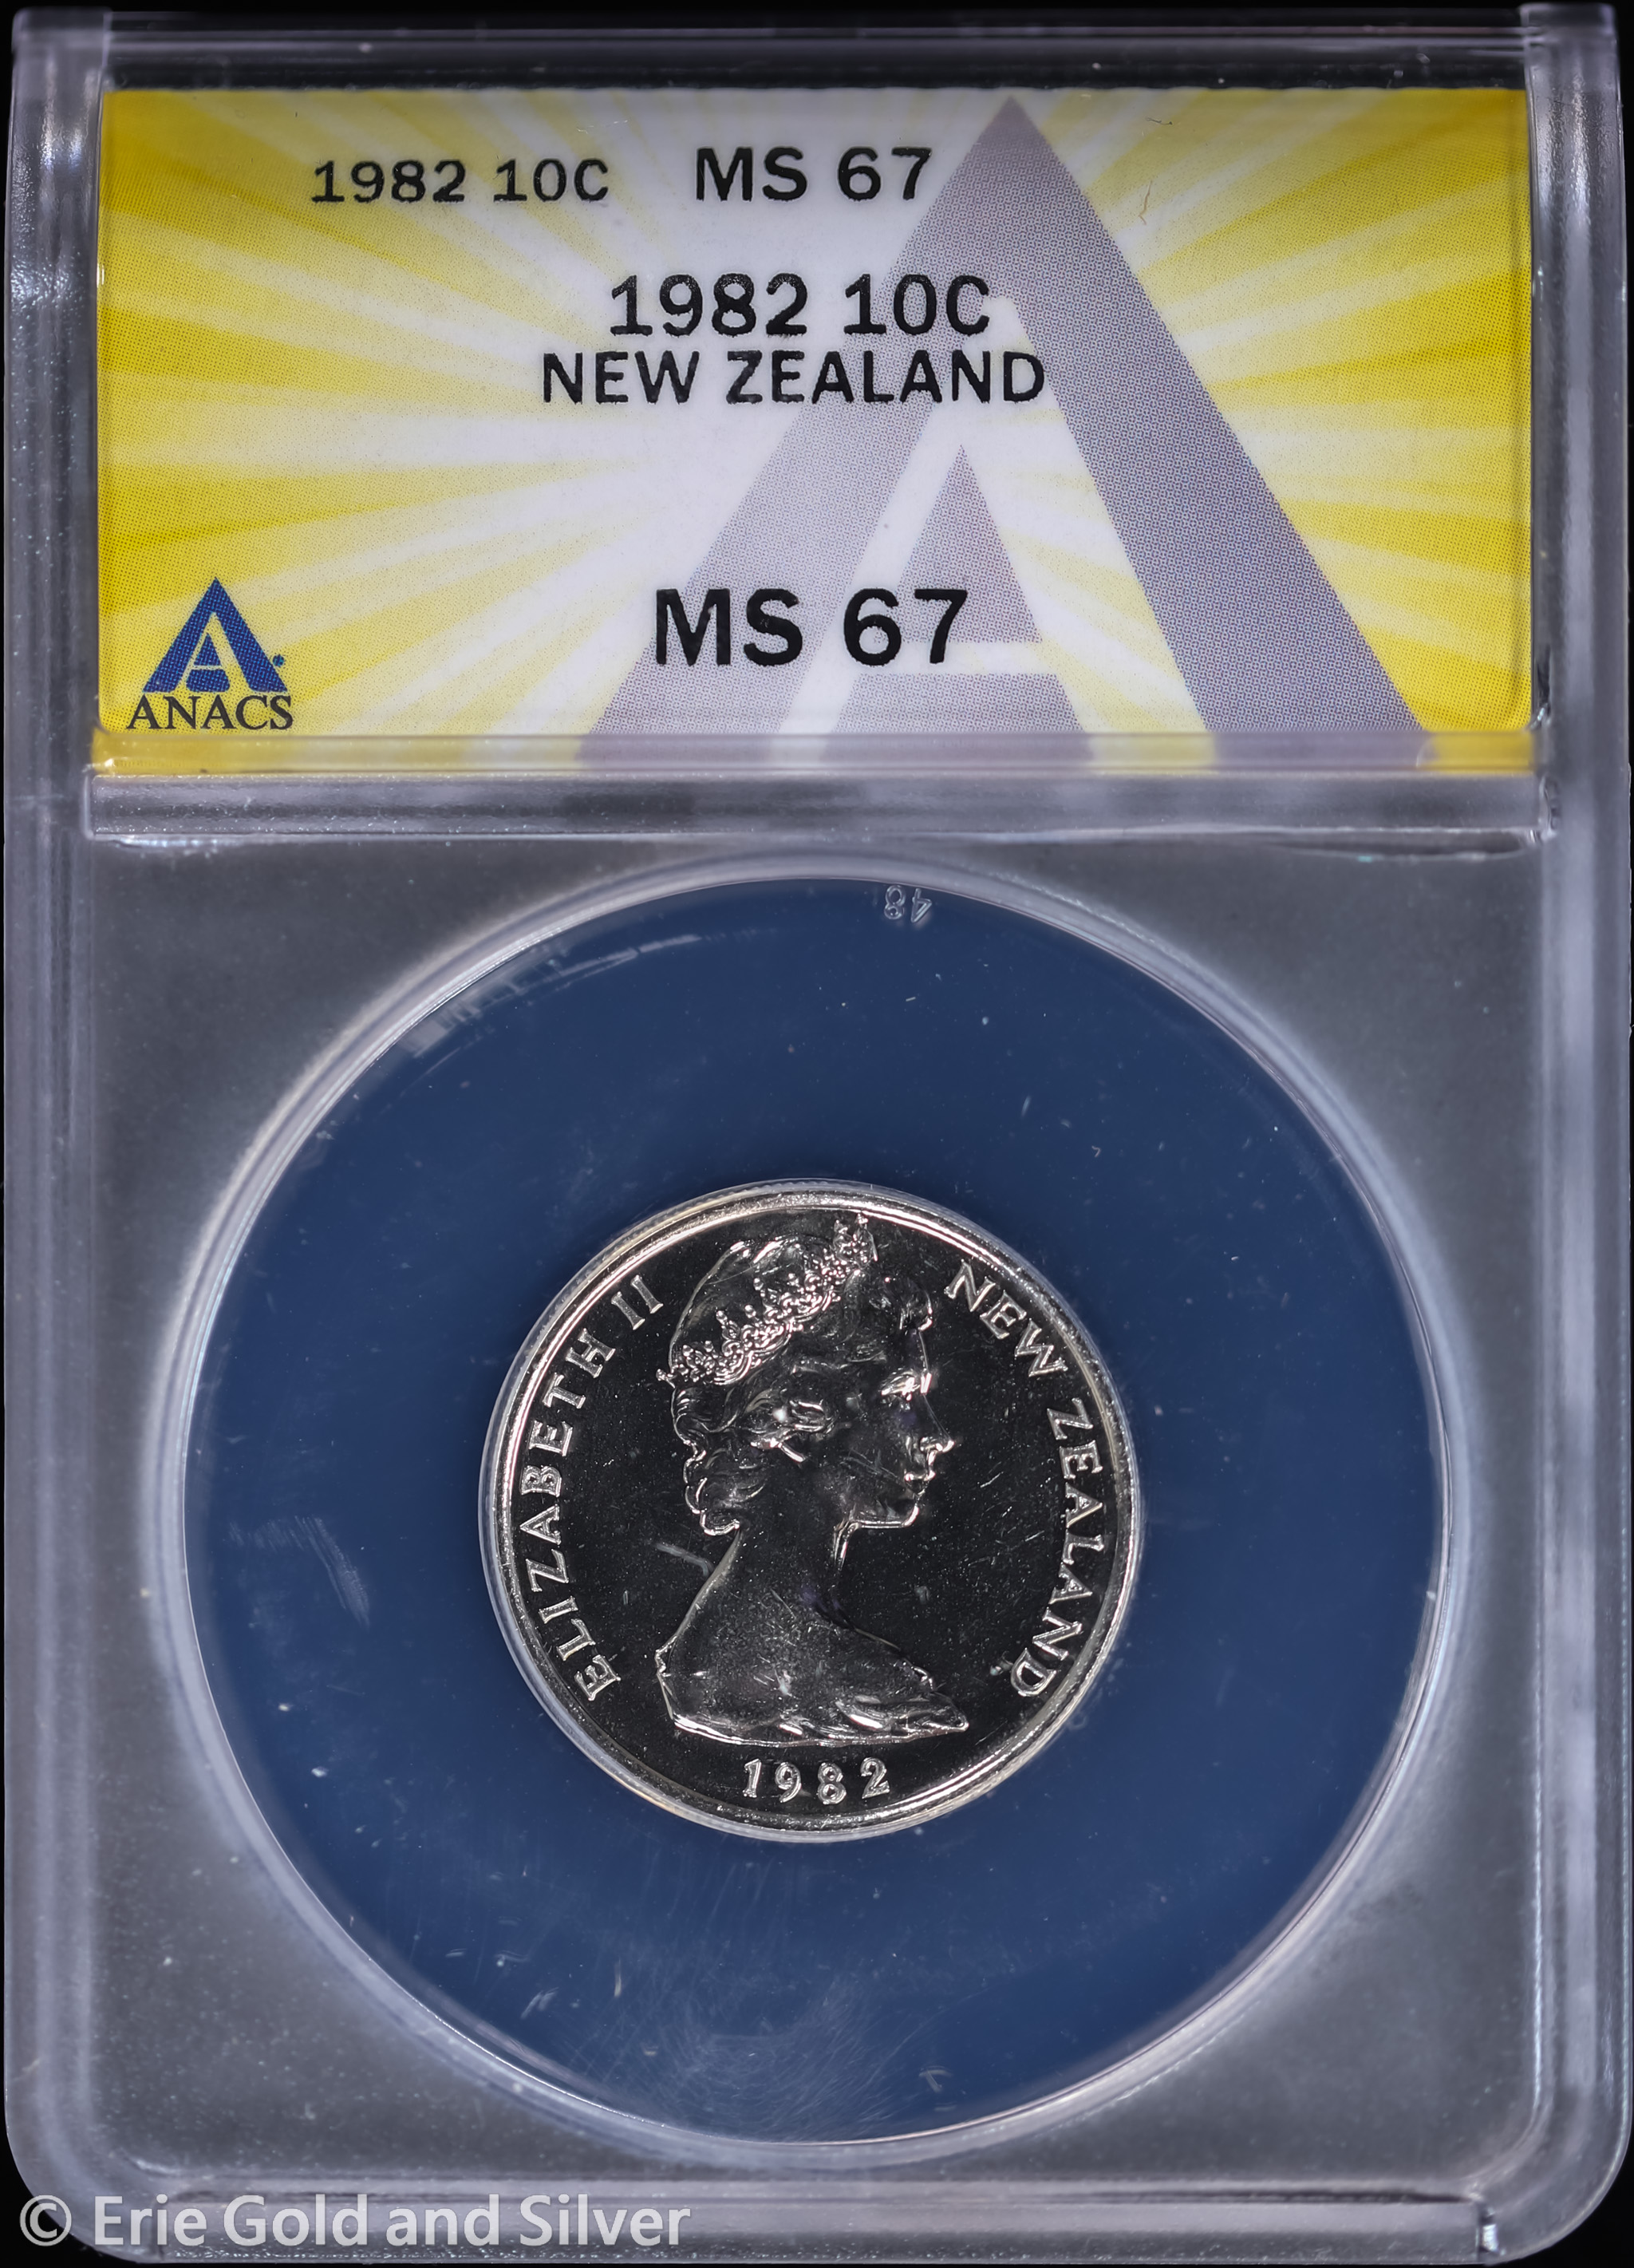 1982 10C MS 67
1982 10C
NEW ZEALAND
MS 67
ANACS
48
ELIZABETH II
NEW ZEALAND
1982
© Erie Gold and Silver